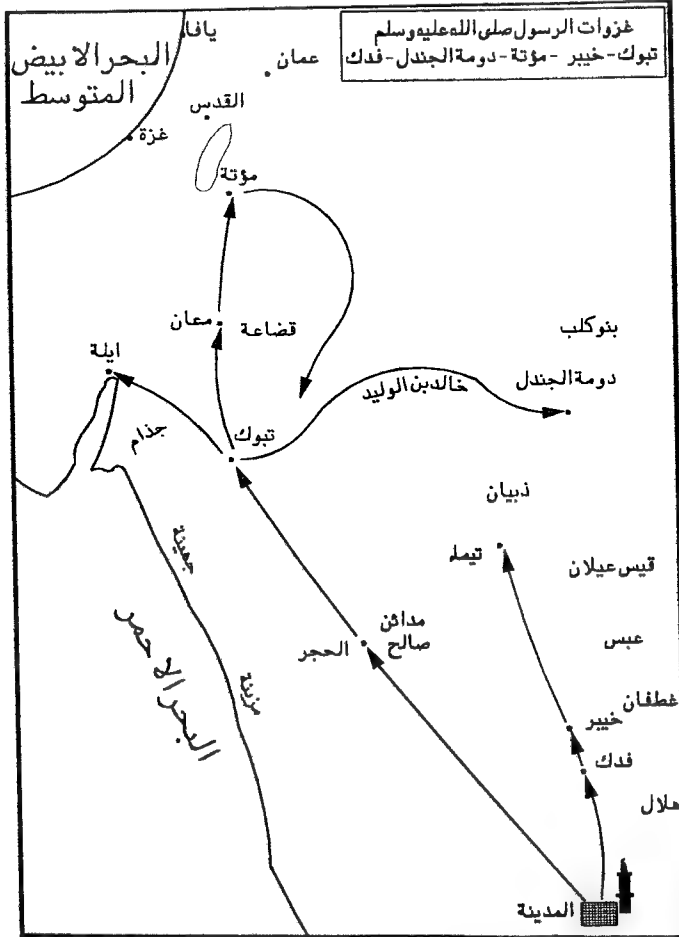 غزوات الرسول صلى الله عليه وسلم
تبوك - خيبر - مؤتة - دومة الجندل - فدك
يافا
البحر الابيض
المتوسط
عمان
القدس
غزة
مؤتة
معان
قضاعة
بنو كلب
ايلة
دومة الجندل
خالد بن الوليد
جذام
تبوك
ذبيان
جهينة
تيماء
قيس عيلان
مدائن
صالح
الحجر
عبس
البحر الاحمر
مزينة
غطفان
خيبر
فدك
هلال
المدينة